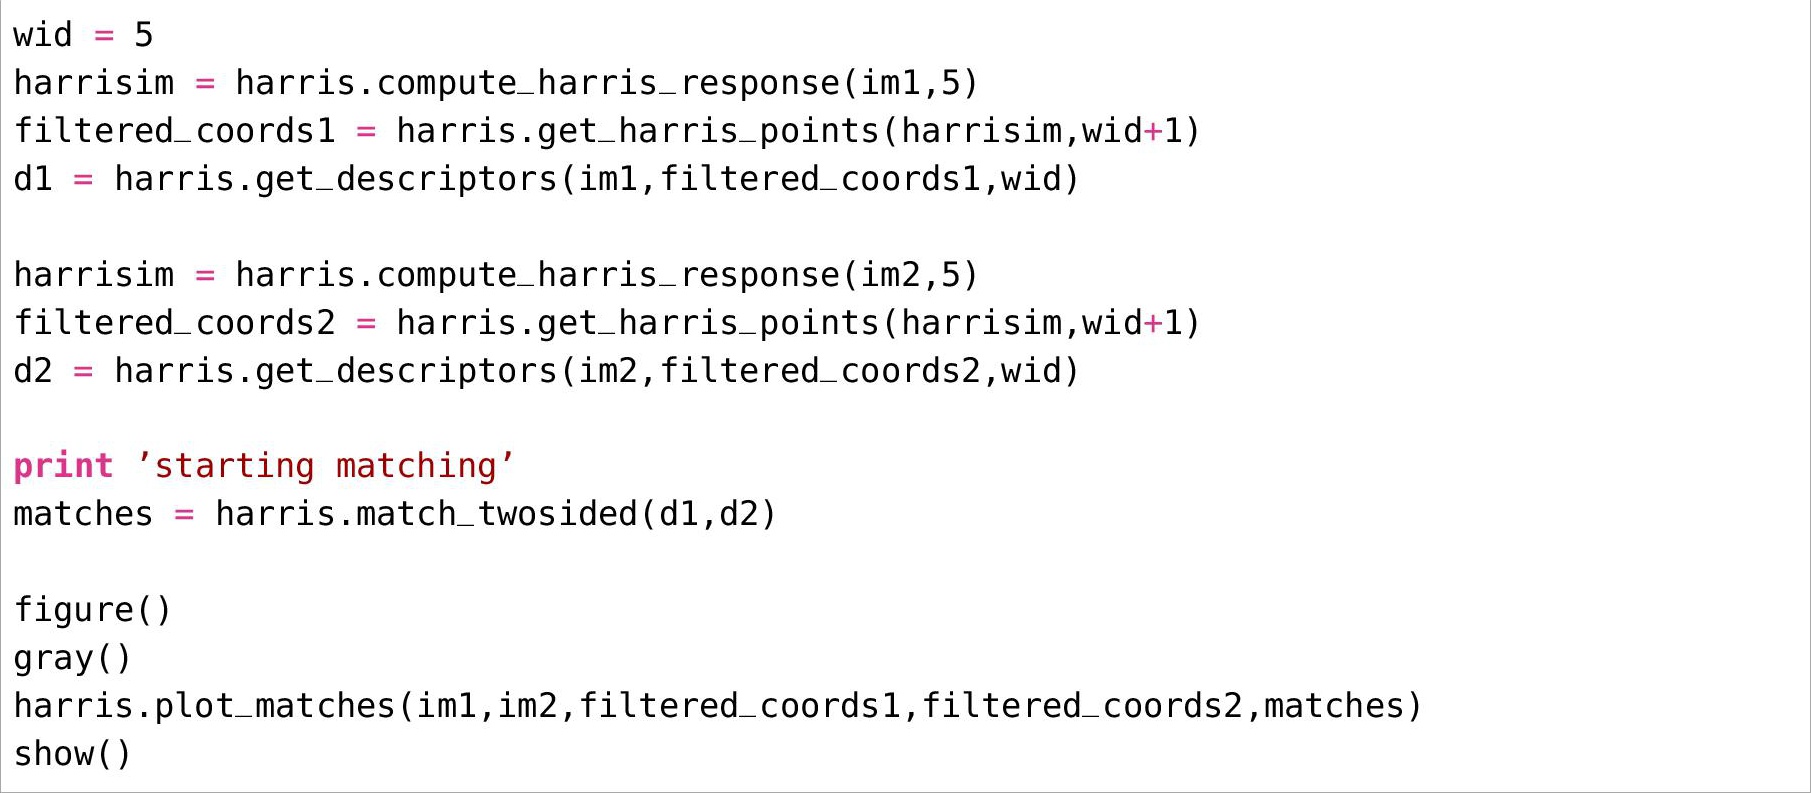 wid = 5
harrisim = harris.compute_harris_response(im1,5)
filtered_coords1 = harris.get_harris_points(harrisim,wid+1)
d1 = harris.get_descriptors(im1,filtered_coords1,wid)

harrisim = harris.compute_harris_response(im2,5)
filtered_coords2 = harris.get_harris_points(harrisim,wid+1)
d2 = harris.get_descriptors(im2,filtered_coords2,wid)

print ’starting matching’
matches = harris.match_twosided(d1,d2)

figure()
gray()
harris.plot_matches(im1,im2,filtered_coords1,filtered_coords2,matches)
show()